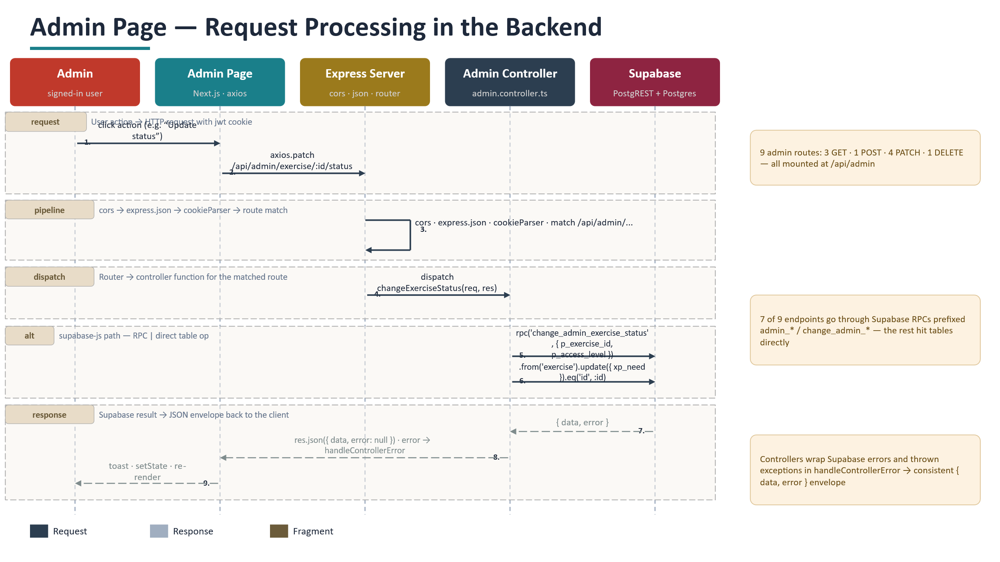 Admin Page — Request Processing in the Backend
Admin
signed-in user
Admin Page
Next.js · axios
Express Server
cors · json · router
Admin Controller
admin.controller.ts
Supabase
PostgREST + Postgres
request
User action → HTTP request with jwt cookie
click action (e.g. “Update
status”)
1.
axios.patch
/api/admin/exercise/:id/status
2.
9 admin routes: 3 GET · 1 POST · 4 PATCH · 1 DELETE
— all mounted at /api/admin
pipeline
cors → express.json → cookieParser → route match
cors · express.json · cookieParser · match /api/admin/...
3.
dispatch
Router → controller function for the matched route
dispatch
changeExerciseStatus(req, res)
4.
7 of 9 endpoints go through Supabase RPCs prefixed
admin_* / change_admin_* — the rest hit tables
directly
alt
supabase-js path — RPC | direct table op
rpc('change_admin_exercise_status'
, { p_exercise_id,
p_access_level })
5.
.from('exercise').update({ xp_need
}).eq('id', :id)
6.
response
Supabase result → JSON envelope back to the client
{ data, error }
7.
res.json({ data, error: null }) · error →
handleControllerError
8.
toast · setState · re-
render
9.
Controllers wrap Supabase errors and thrown
exceptions in handleControllerError → consistent {
data, error } envelope
Request
Response
Fragment